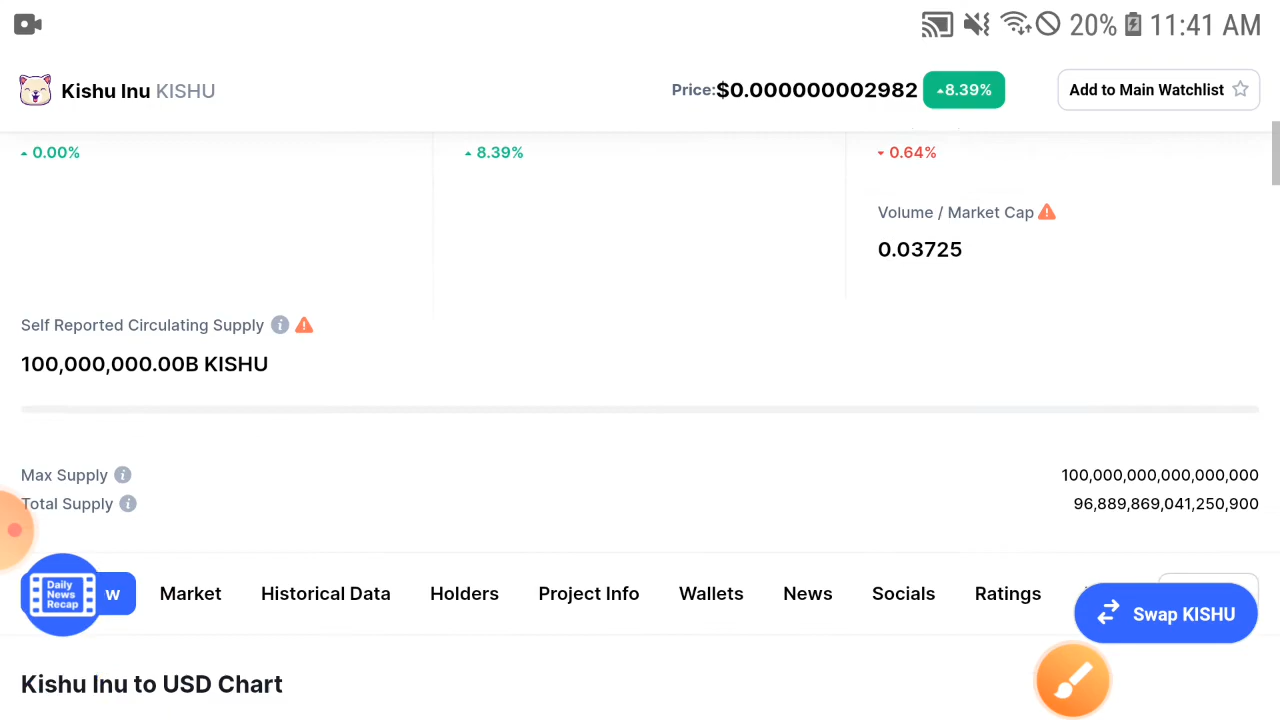 20% 11:41 AM
Kishu Inu KISHU Price:$0.000000002982 8.39% Add to Main Watchlist
0.00% 8.39% 0.64%
Volume / Market Cap
0.03725
Self Reported Circulating Supply
100,000,000.00B KISHU
Max Supply 100,000,000,000,000,000
Total Supply 96,889,869,041,250,900
Daily
News
Recap
w Market Historical Data Holders Project Info Wallets News Socials Ratings
Swap KISHU
Kishu Inu to USD Chart